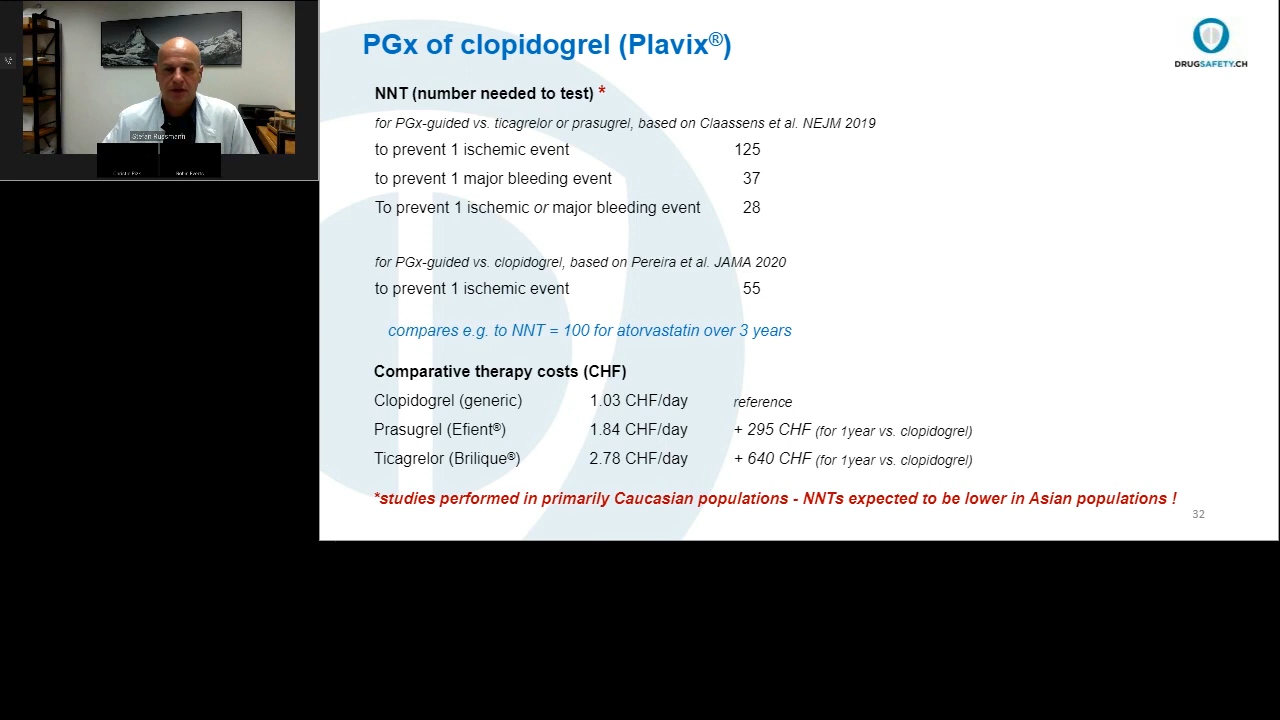 Stefan Russmann
PGx of clopidogrel (Plavix®)
DRUGSAFETY.CH
NNT (number needed to test) *
for PGx-guided vs. ticagrelor or prasugrel, based on Claassens et al. NEJM 2019
to prevent 1 ischemic event 125
to prevent 1 major bleeding event 37
To prevent 1 ischemic or major bleeding event 28
for PGx-guided vs. clopidogrel, based on Pereira et al. JAMA 2020
to prevent 1 ischemic event 55
compares e.g. to NNT = 100 for atorvastatin over 3 years
Comparative therapy costs (CHF)
Clopidogrel (generic) 1.03 CHF/day reference
Prasugrel (Efient®) 1.84 CHF/day + 295 CHF (for 1year vs. clopidogrel)
Ticagrelor (Brilique®) 2.78 CHF/day + 640 CHF (for 1year vs. clopidogrel)
*studies performed in primarily Caucasian populations - NNTs expected to be lower in Asian populations !
32